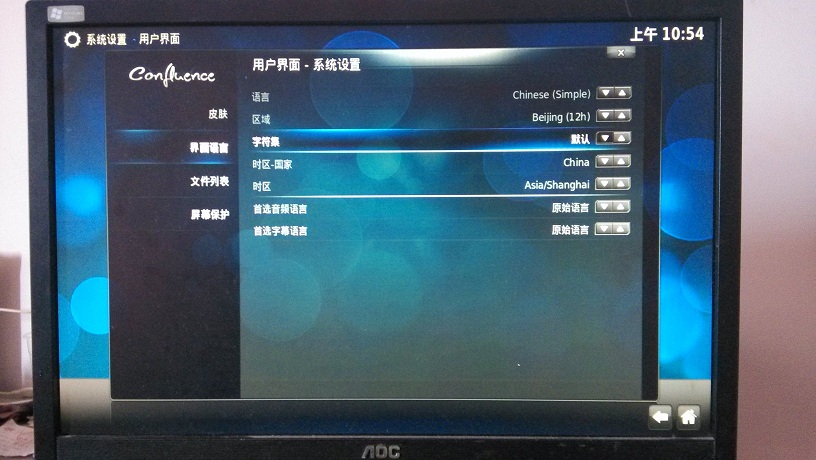 系统设置 - 用户界面
上午 10:54
Confluence
皮肤
界面语言
文件列表
屏幕保护
用户界面 - 系统设置
x
语言 Chinese (Simple)
区域 Beijing (12h)
字符集 默认
时区-国家 China
时区 Asia/Shanghai
首选音频语言 原始语言
首选字幕语言 原始语言
AOC